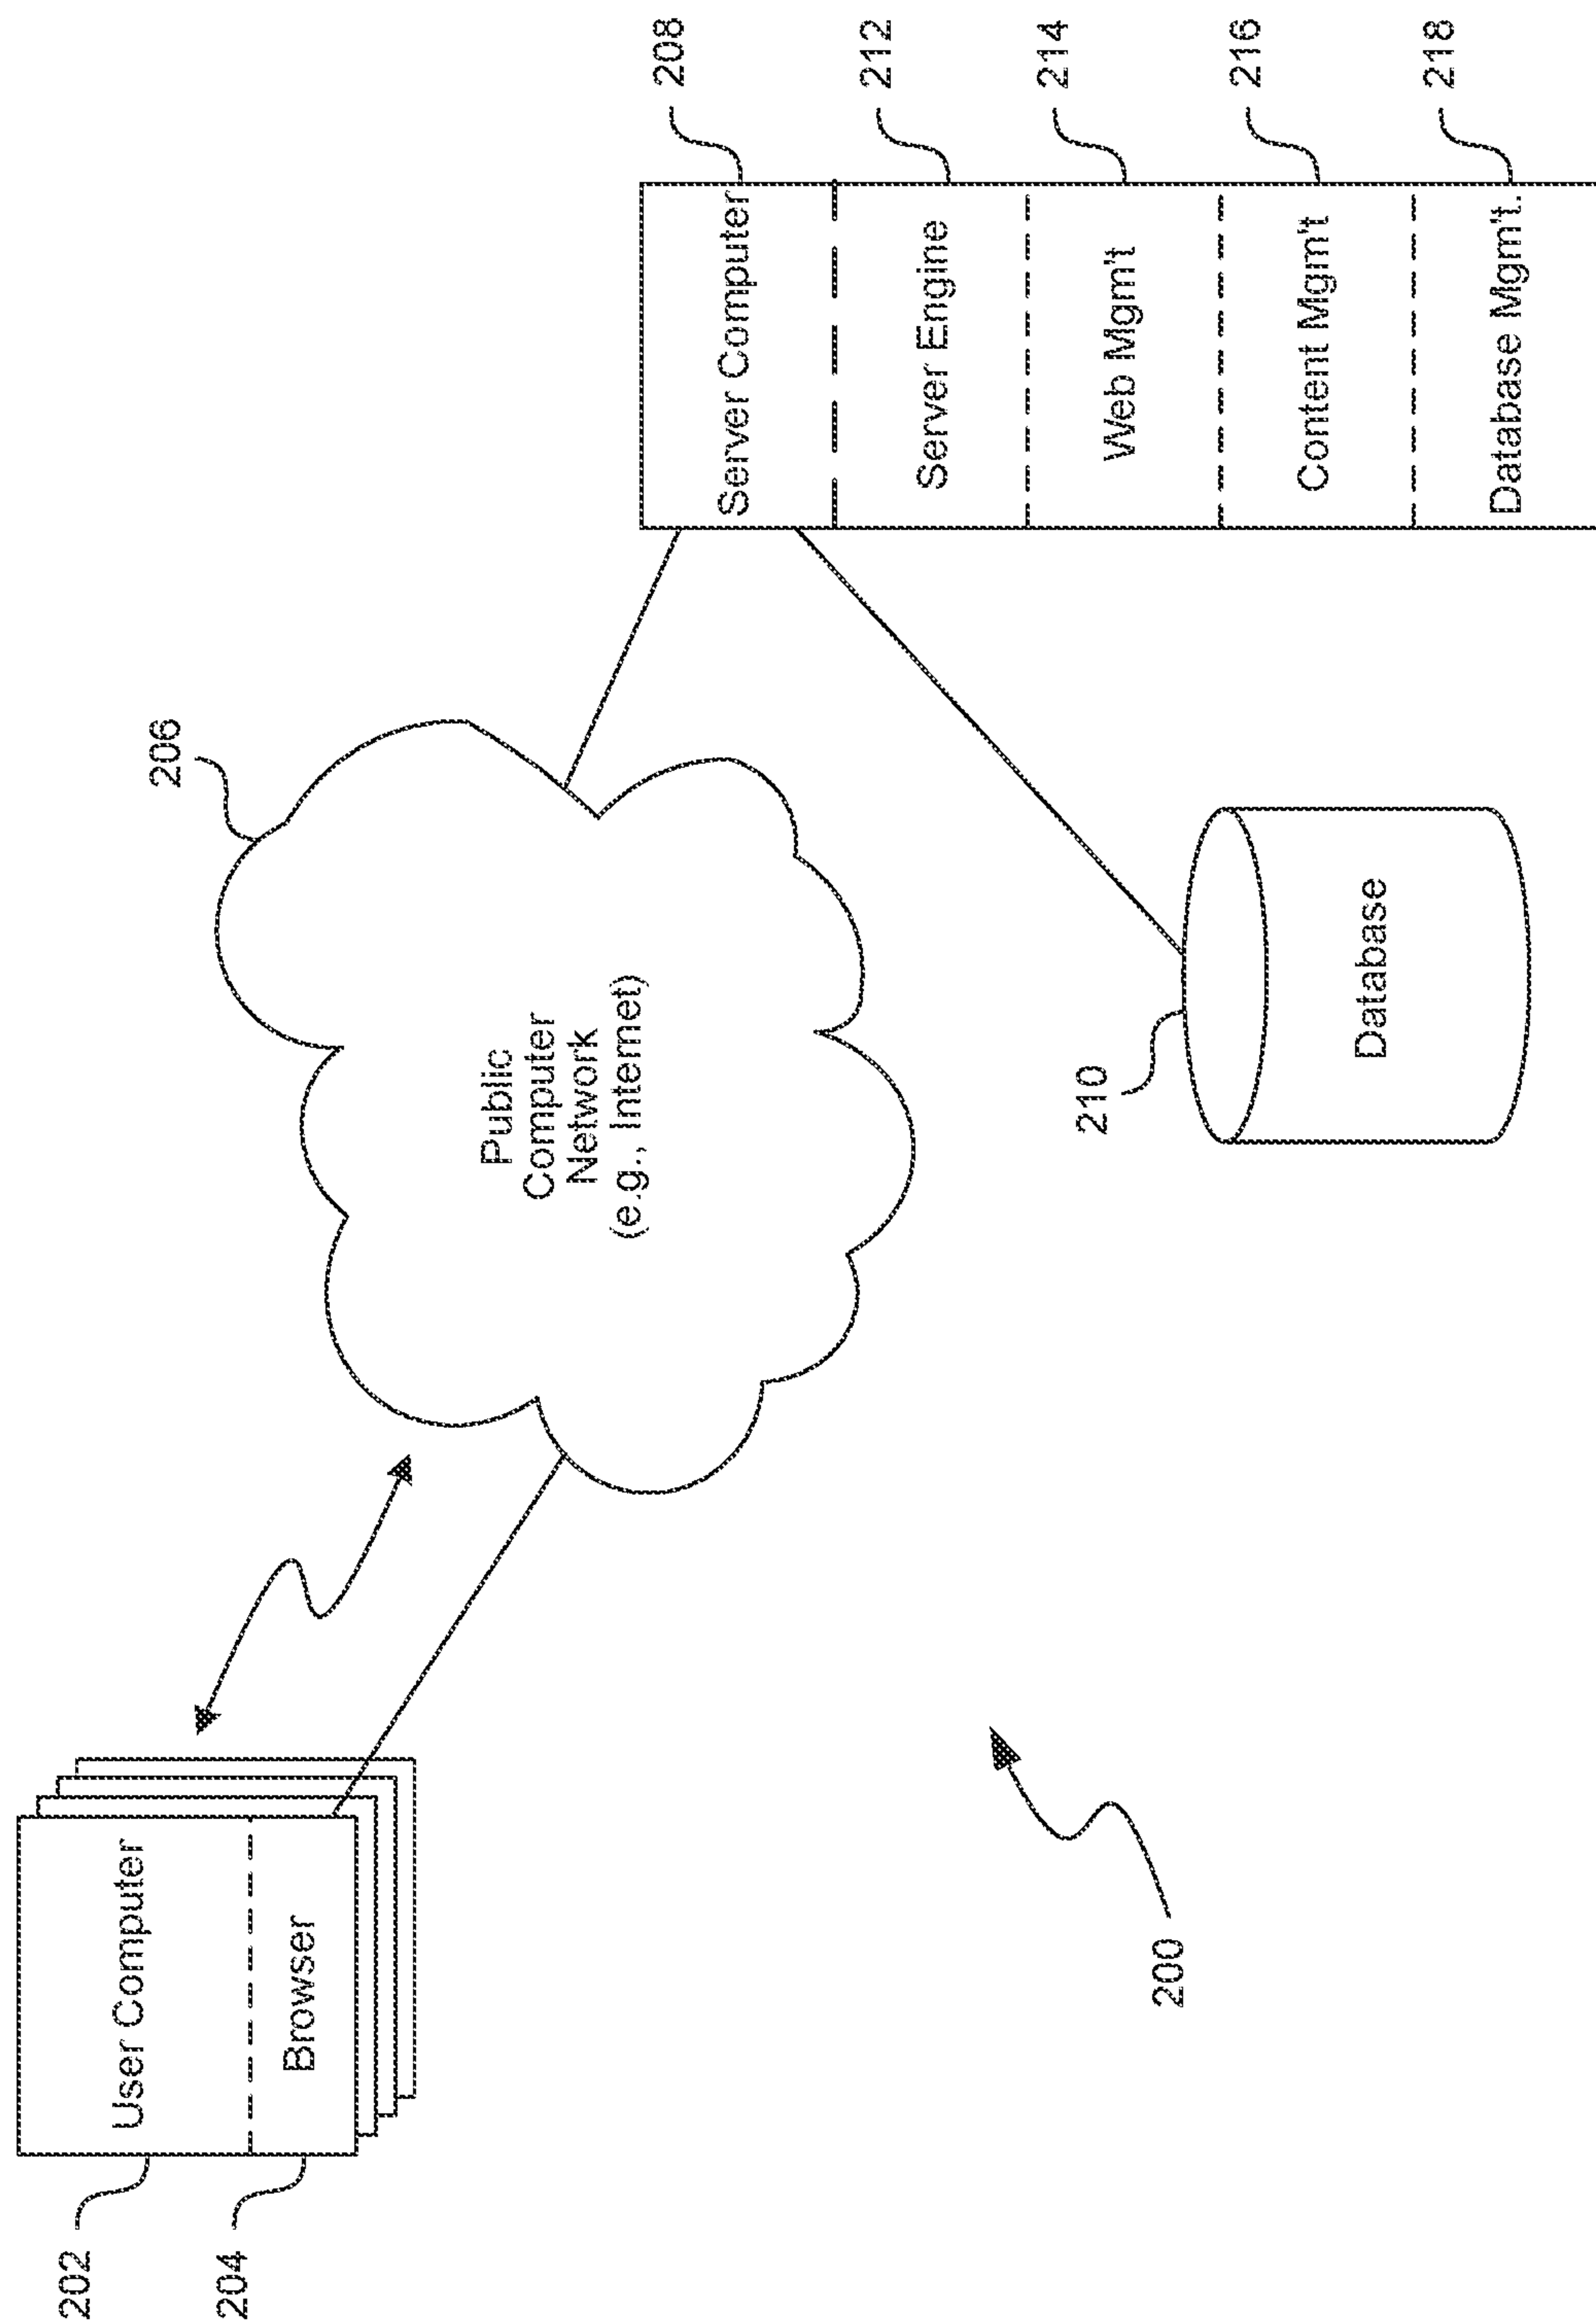 202
User Computer
204
Browser
206
Public
Computer
Network
(e.g., Internet)
208
Server Computer
212
Server Engine
214
Web Mgm't
216
Content Mgm't
218
Database Mgm't.
210
Database
200